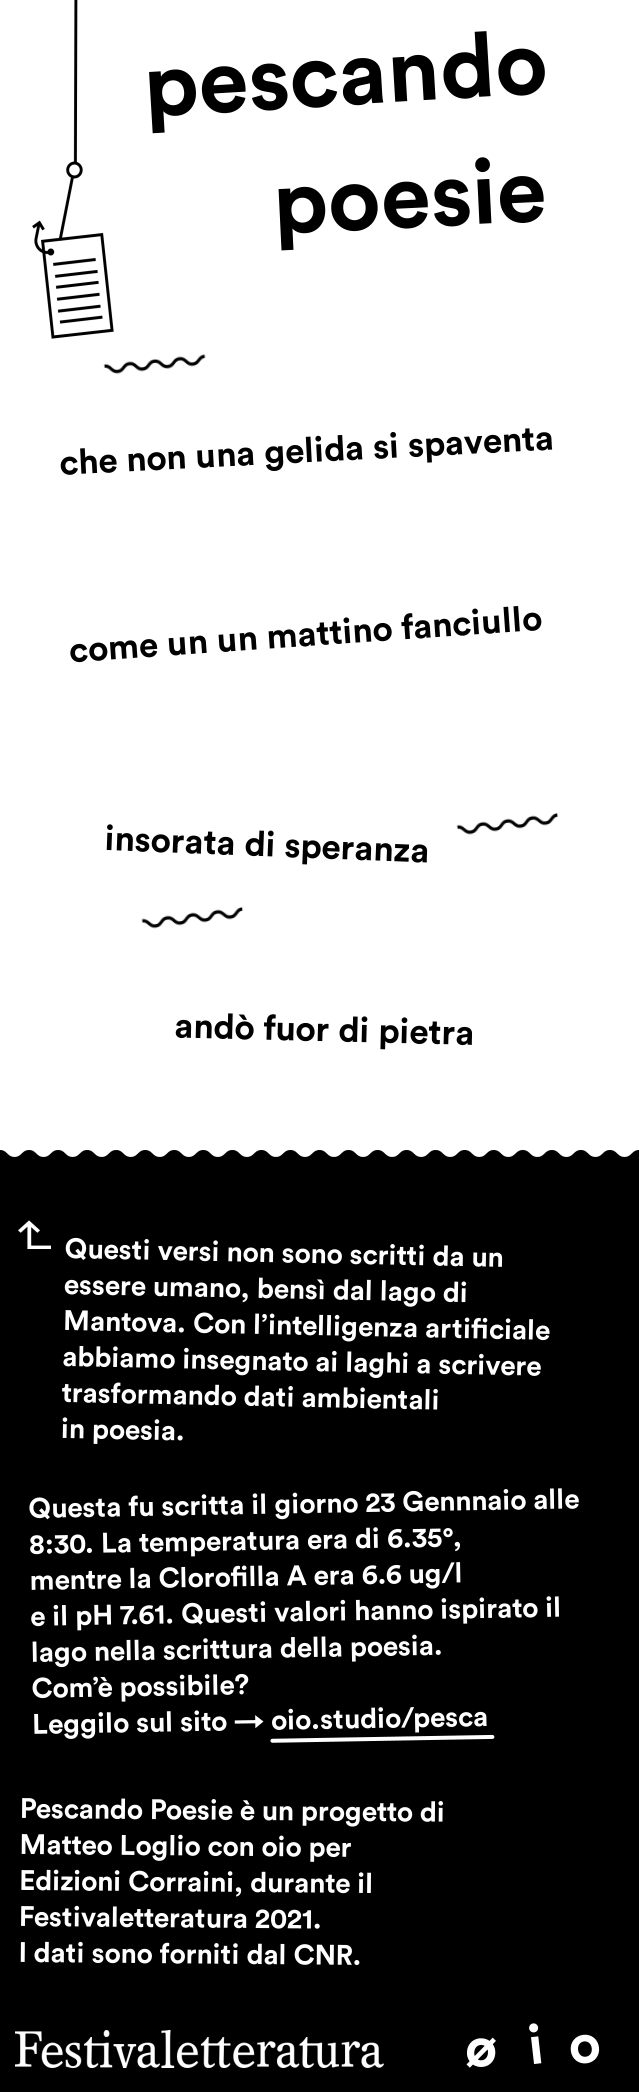 pescando
poesie
che non una gelida si spaventa
come un un mattino fanciullo
insorata di speranza
andò fuor di pietra
Questi versi non sono scritti da un
essere umano, bensì dal lago di
Mantova. Con l’intelligenza artificiale
abbiamo insegnato ai laghi a scrivere
trasformando dati ambientali
in poesia.
Questa fu scritta il giorno 23 Gennnaio alle
8:30. La temperatura era di 6.35°,
mentre la Clorofilla A era 6.6 ug/l
e il pH 7.61. Questi valori hanno ispirato il
lago nella scrittura della poesia.
Com’è possibile?
Leggilo sul sito → oio.studio/pesca
Pescando Poesie è un progetto di
Matteo Loglio con oio per
Edizioni Corraini, durante il
Festivaletteratura 2021.
I dati sono forniti dal CNR.
Festivaletteratura ø i o